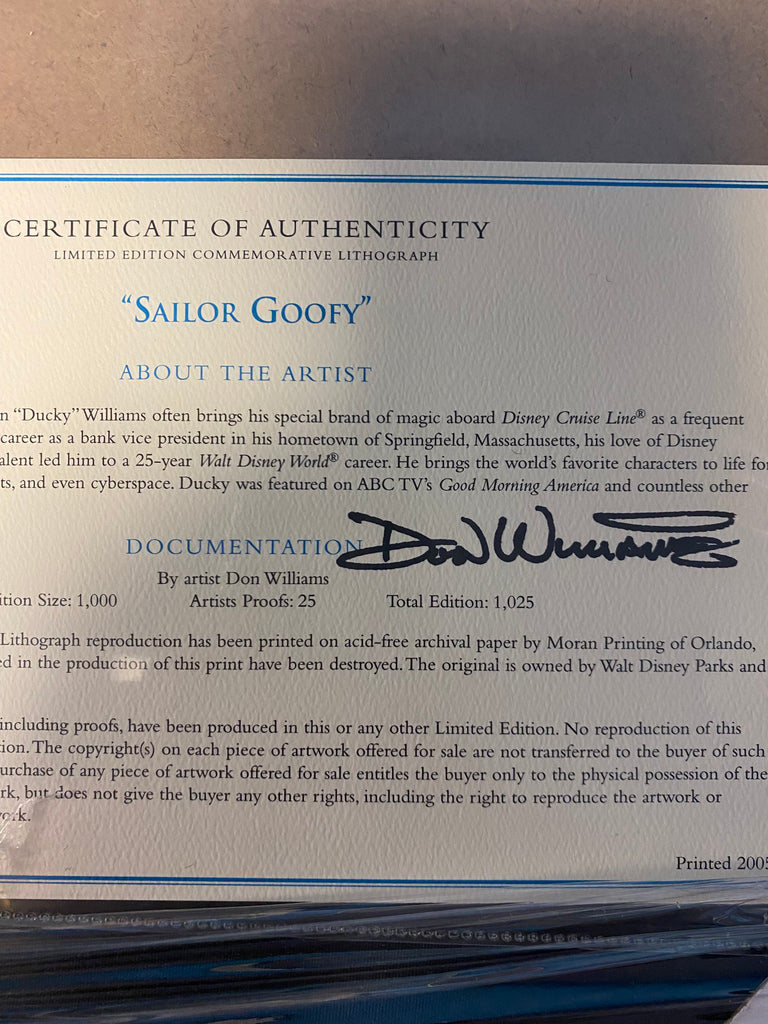 CERTIFICATE OF AUTHENTICITY
LIMITED EDITION COMMEMORATIVE LITHOGRAPH
“SAILOR GOOFY”
ABOUT THE ARTIST
n “Ducky” Williams often brings his special brand of magic aboard Disney Cruise Line® as a frequent
career as a bank vice president in his hometown of Springfield, Massachusetts, his love of Disney
alent led him to a 25-year Walt Disney World® career. He brings the world’s favorite characters to life for
ts, and even cyberspace. Ducky was featured on ABC TV’s Good Morning America and countless other
DOCUMENTATION
Don Williams
By artist Don Williams
ition Size: 1,000 Artists Proofs: 25 Total Edition: 1,025
Lithograph reproduction has been printed on acid-free archival paper by Moran Printing of Orlando,
ed in the production of this print have been destroyed. The original is owned by Walt Disney Parks and
including proofs, have been produced in this or any other Limited Edition. No reproduction of this
ion. The copyright(s) on each piece of artwork offered for sale are not transferred to the buyer of such
urchase of any piece of artwork offered for sale entitles the buyer only to the physical possession of the
rk, but does not give the buyer any other rights, including the right to reproduce the artwork or
ork.
Printed 2005